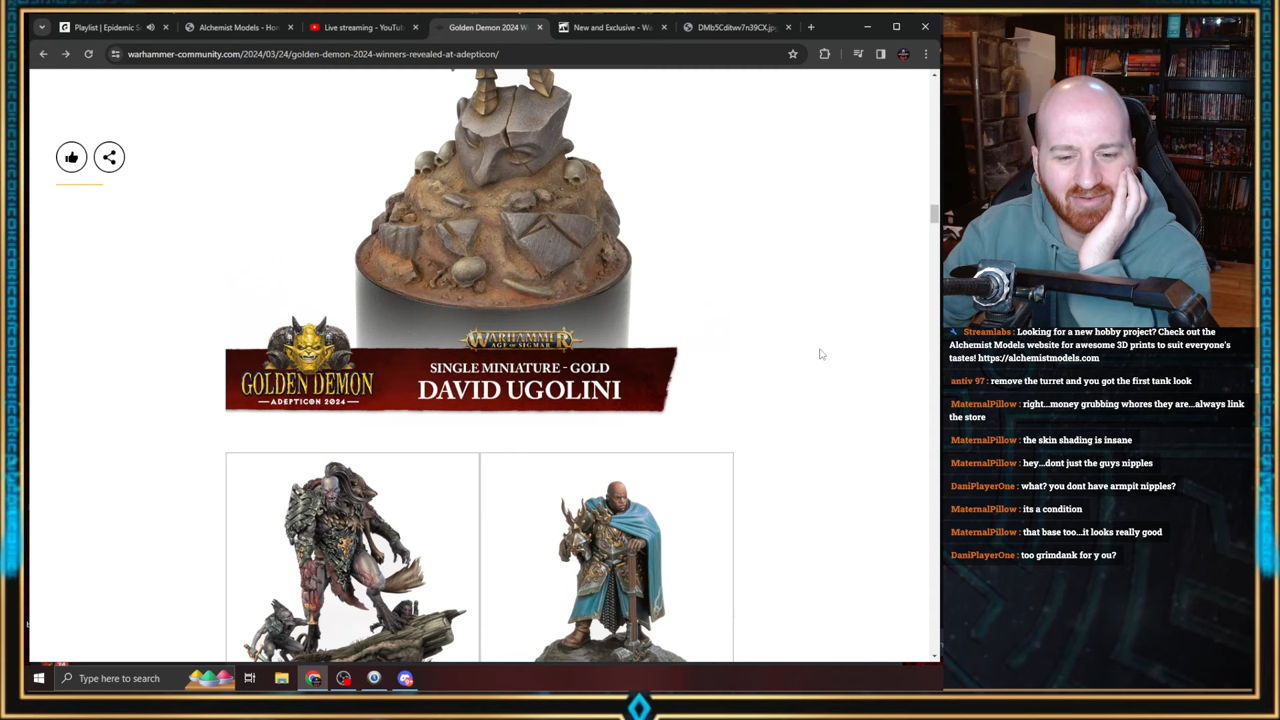 Playlist | Epidemic S
Alchemist Models - Ho
Live streaming - YouTu
Golden Demon 2024 W
New and Exclusive - Wa
DMb5Cditwv7n39CX.jp
warhammer-community.com/2024/03/24/golden-demon-2024-winners-revealed-at-adepticon/
WARHAMMER
AGE OF SIGMAR
SINGLE MINIATURE - GOLD
DAVID UGOLINI
GOLDEN DEMON
ADEPTICON 2024
Streamlabs : Looking for a new hobby project? Check out the
Alchemist Models website for awesome 3D prints to suit everyone's
tastes! https://alchemistmodels.com
antiv 97 : remove the turret and you got the first tank look
MaternalPillow : right...money grubbing whores they are...always link
the store
MaternalPillow : the skin shading is insane
MaternalPillow : hey...dont just the guys nipples
DaniPlayerOne : what? you dont have armpit nipples?
MaternalPillow : its a condition
MaternalPillow : that base too...it looks really good
DaniPlayerOne : too grimdank for y ou?
Type here to search